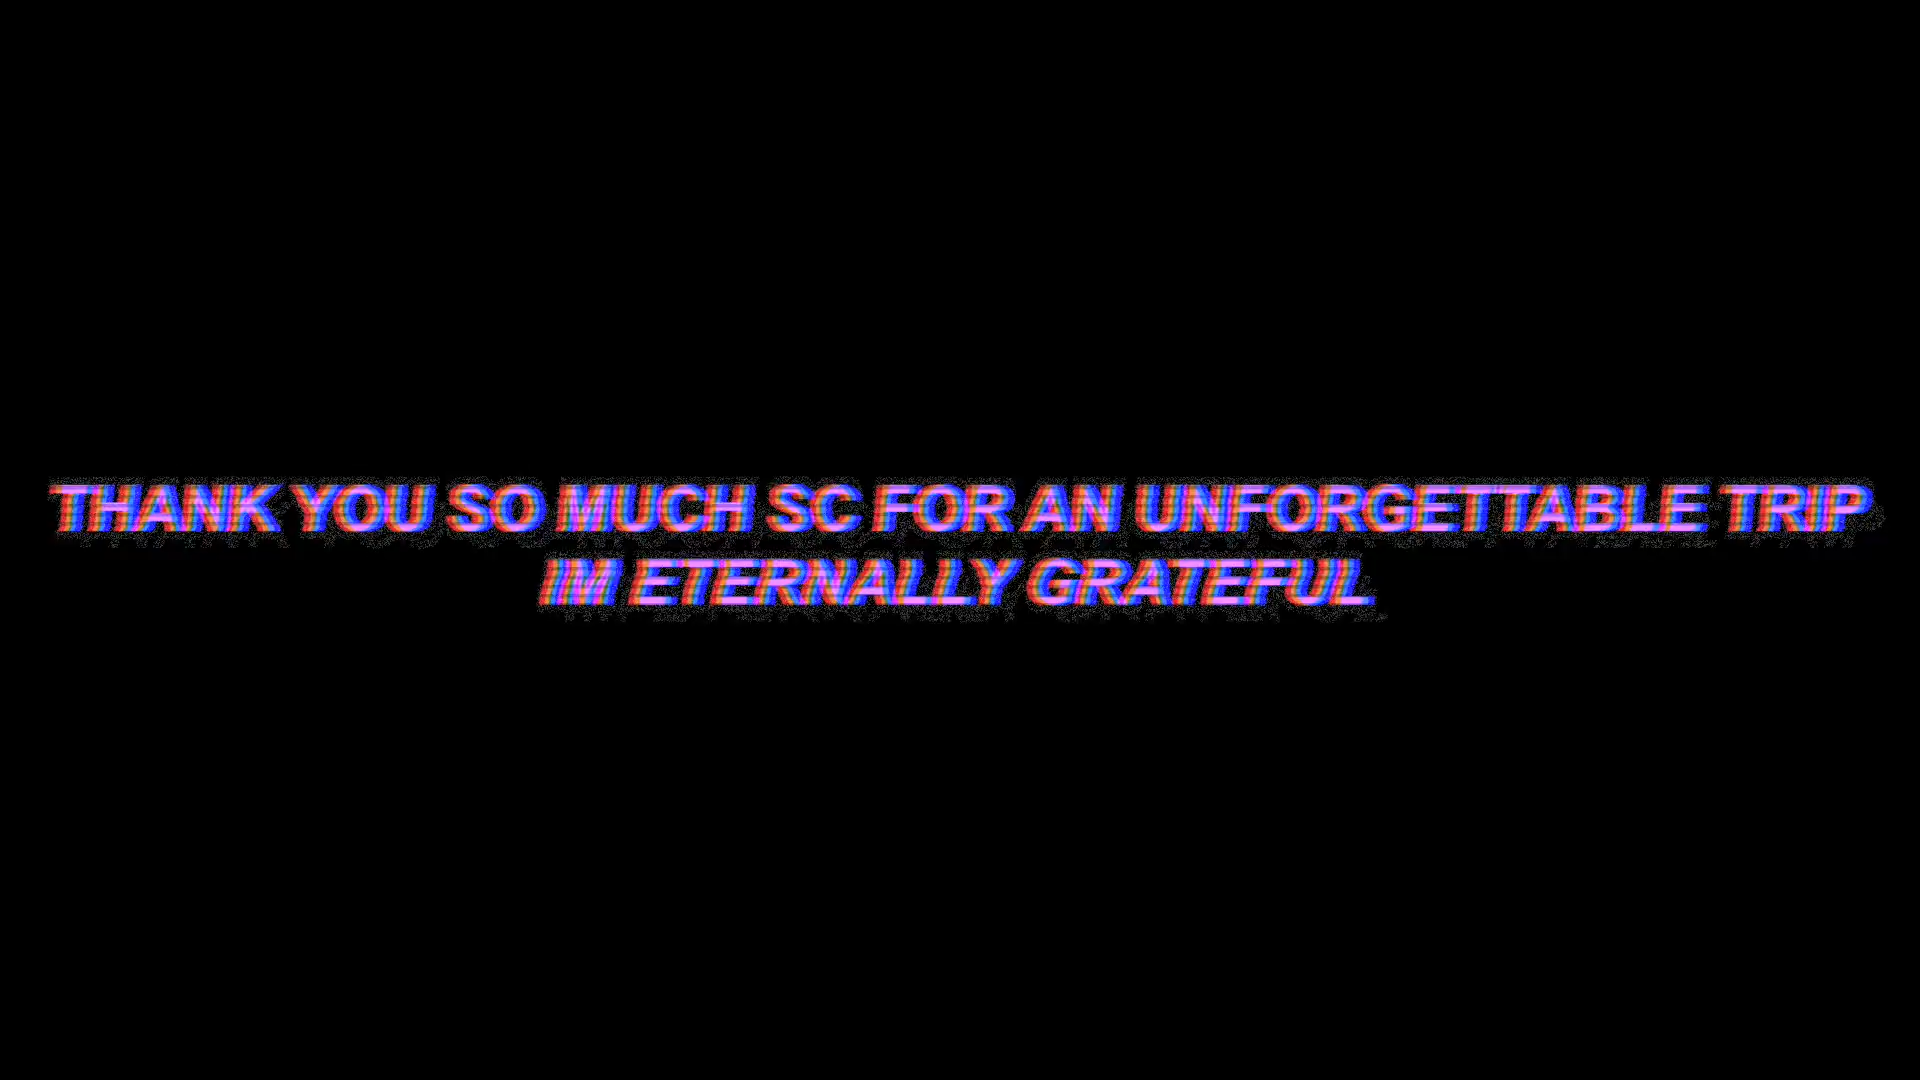 THANK YOU SO MUCH SC FOR AN UNFORGETTABLE TRIP
IM ETERNALLY GRATEFUL